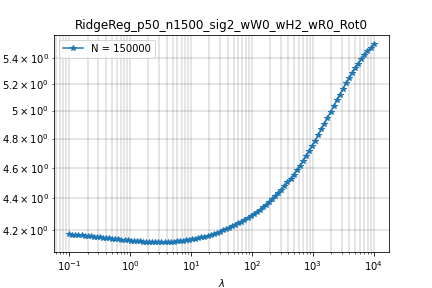 RidgeReg_p50_n1500_sig2_wW0_wH2_wR0_Rot0
N = 150000
5.4 × 10⁰
5.2 × 10⁰
5 × 10⁰
4.8 × 10⁰
4.6 × 10⁰
4.4 × 10⁰
4.2 × 10⁰
10⁻¹ 10⁰ 10¹ 10² 10³ 10⁴
λ